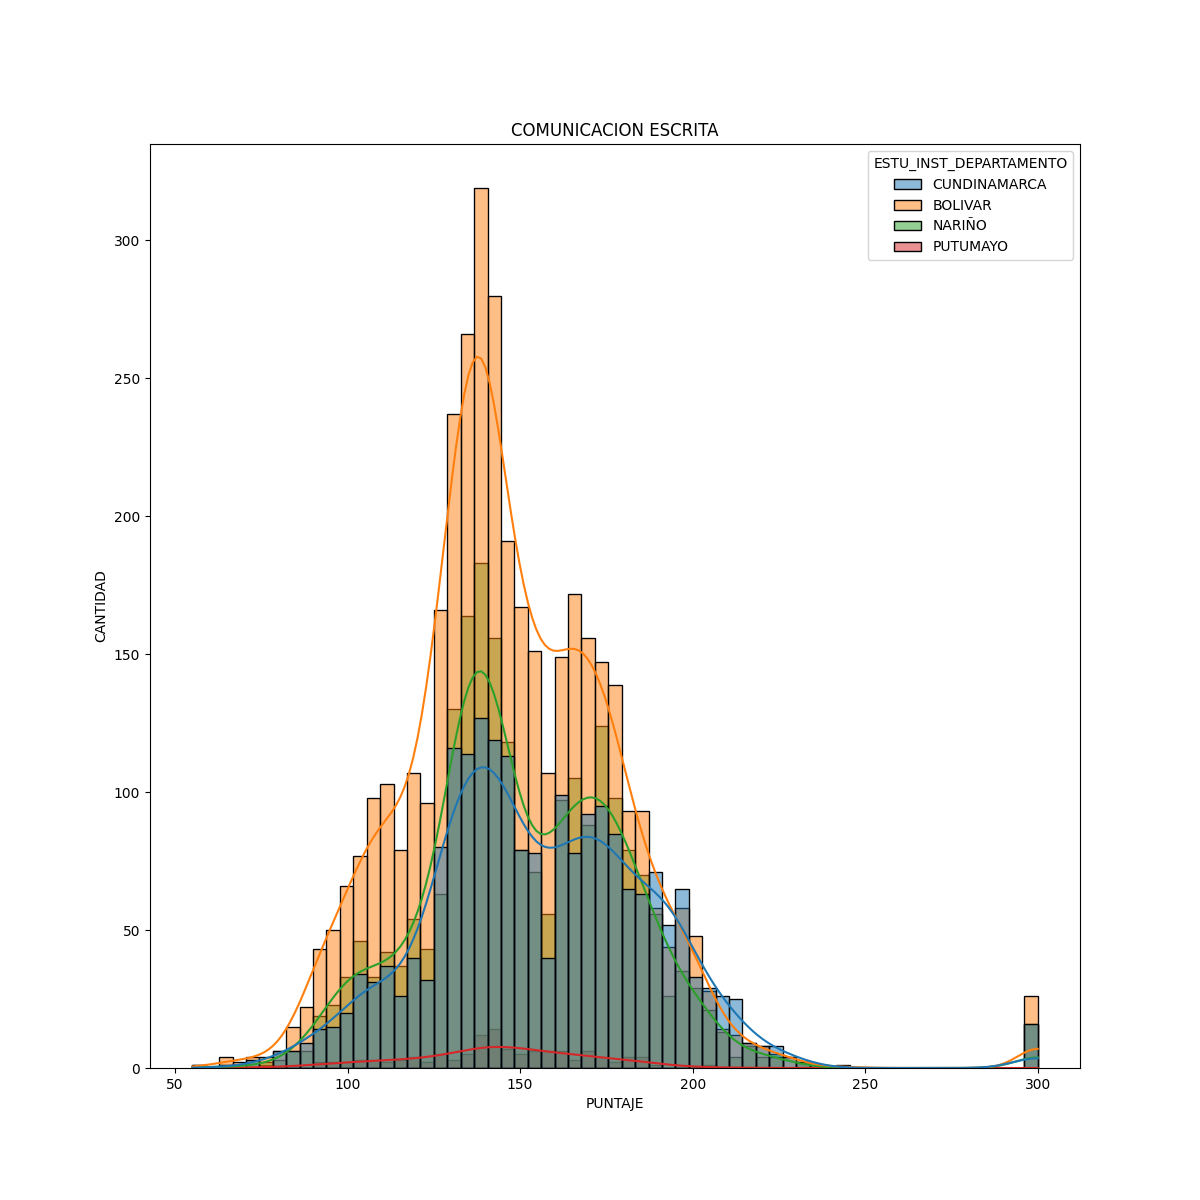 COMUNICACION ESCRITA
ESTU_INST_DEPARTAMENTO
CUNDINAMARCA
BOLIVAR
NARIÑO
PUTUMAYO
CANTIDAD
300
250
200
150
100
50
0
50 100 150 200 250 300
PUNTAJE